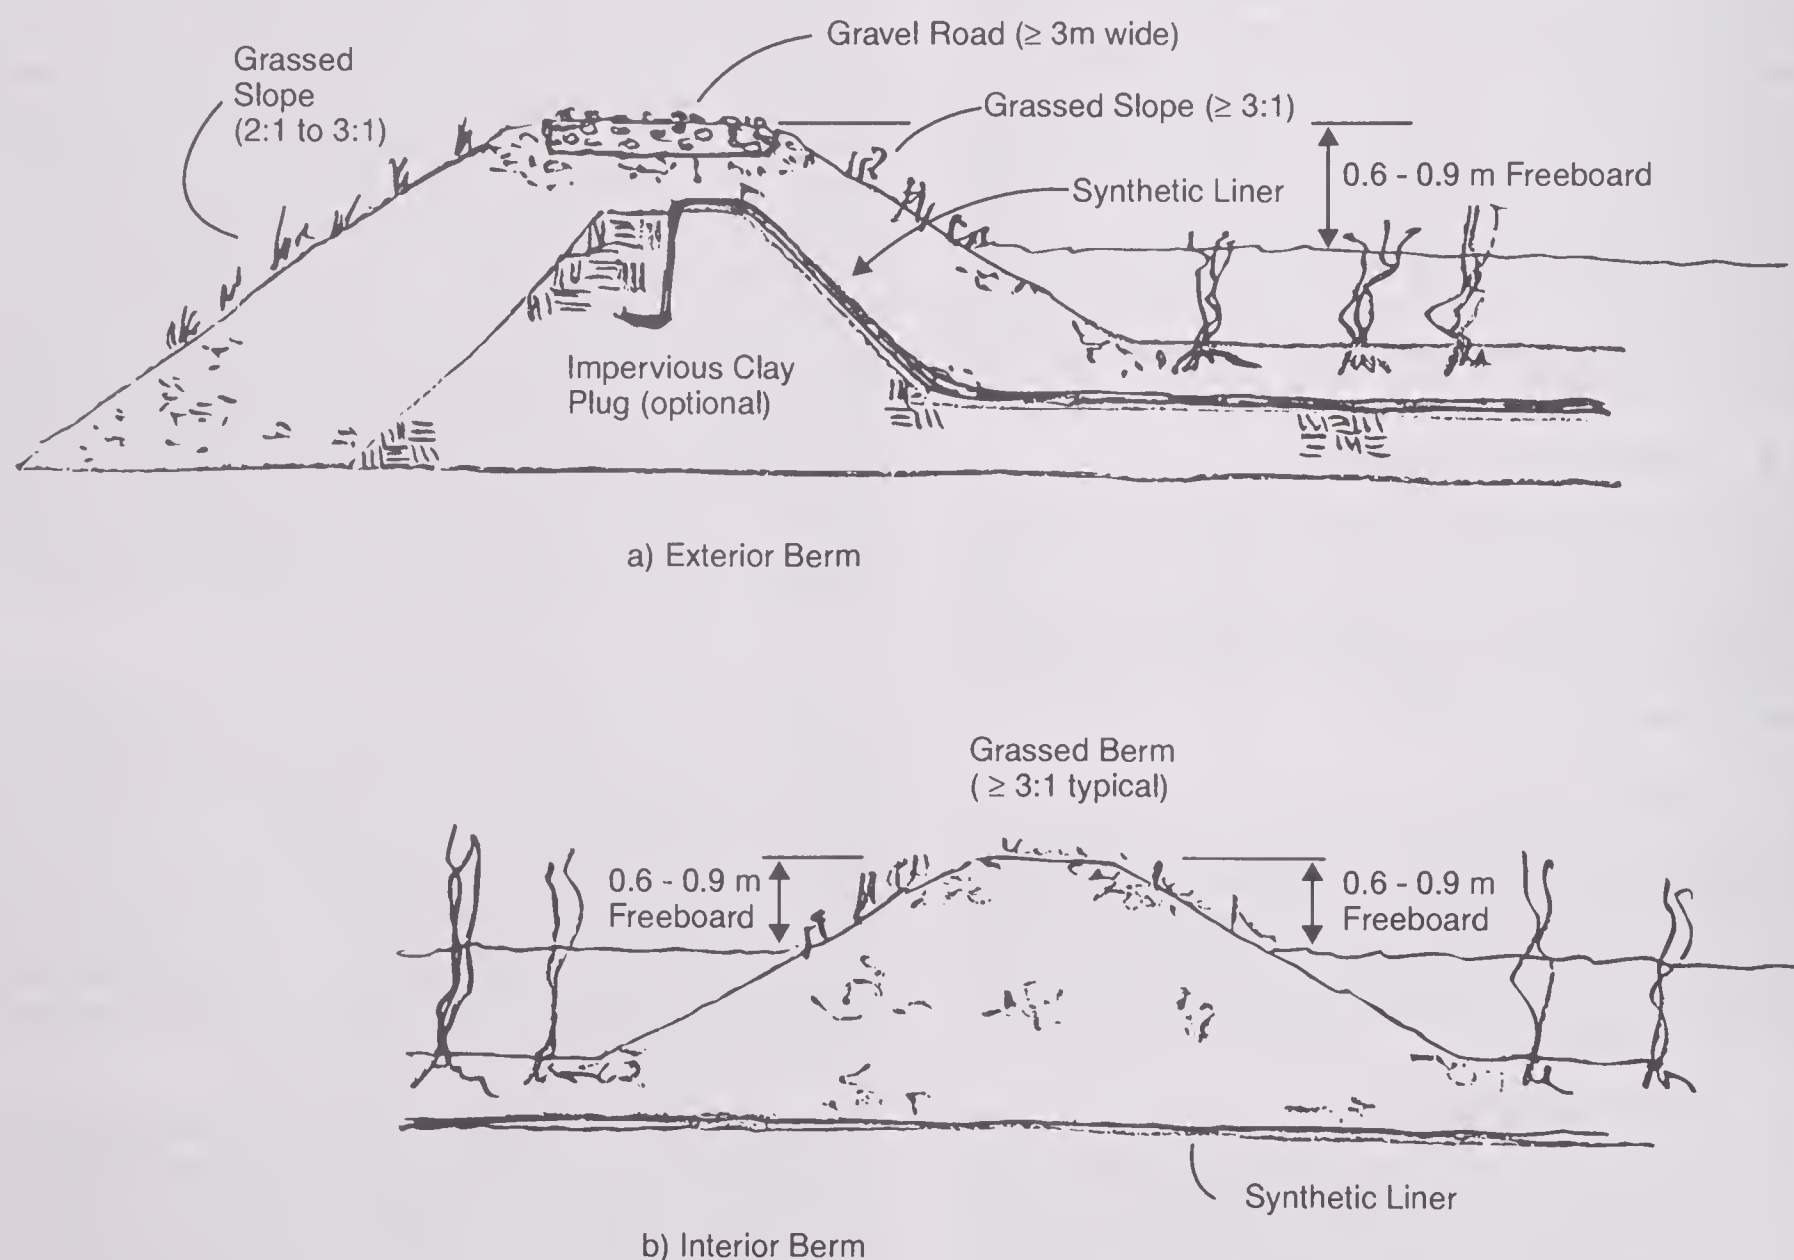 Gravel Road (≥ 3m wide)
Grassed
Slope
(2:1 to 3:1)
Grassed Slope (≥ 3:1)
0.6 - 0.9 m Freeboard
Synthetic Liner
Impervious Clay
Plug (optional)
a) Exterior Berm
Grassed Berm
( ≥ 3:1 typical)
0.6 - 0.9 m
Freeboard
0.6 - 0.9 m
Freeboard
Synthetic Liner
b) Interior Berm